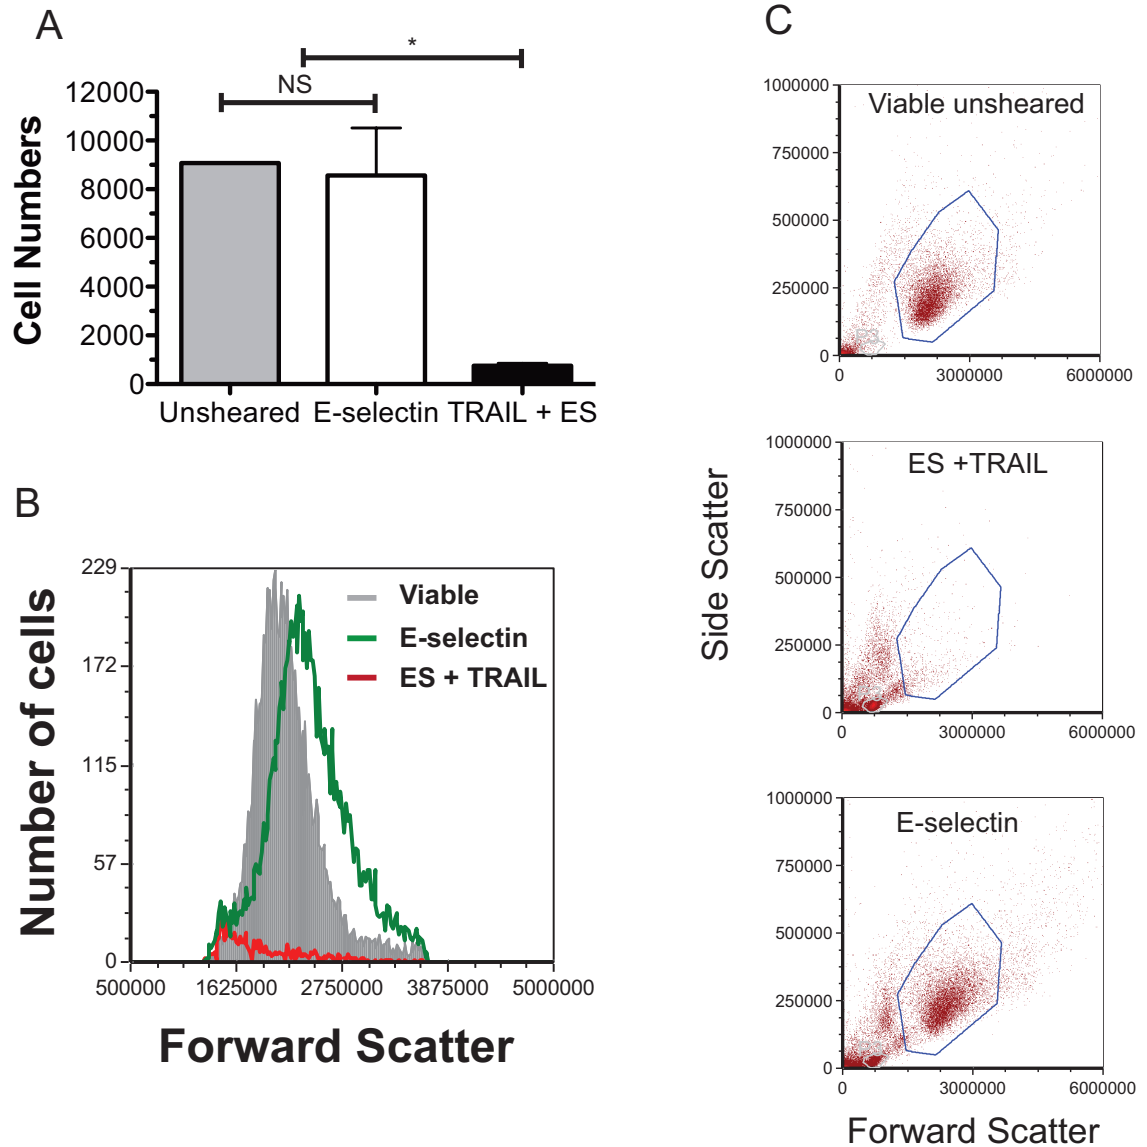 A
*
NS
12000
10000
8000
6000
4000
2000
0
Cell Numbers
Unsheared E-selectin TRAIL + ES
B
229
172
115
57
0
Number of cells
Viable
E-selectin
ES + TRAIL
500000 1625000 2750000 3875000 5000000
Forward Scatter
C
Side Scatter
1000000
750000
500000
250000
0
Viable unsheared
0 3000000 6000000
1000000
750000
500000
250000
0
ES +TRAIL
0 3000000 6000000
1000000
750000
500000
250000
0
E-selectin
0 3000000 6000000
Forward Scatter